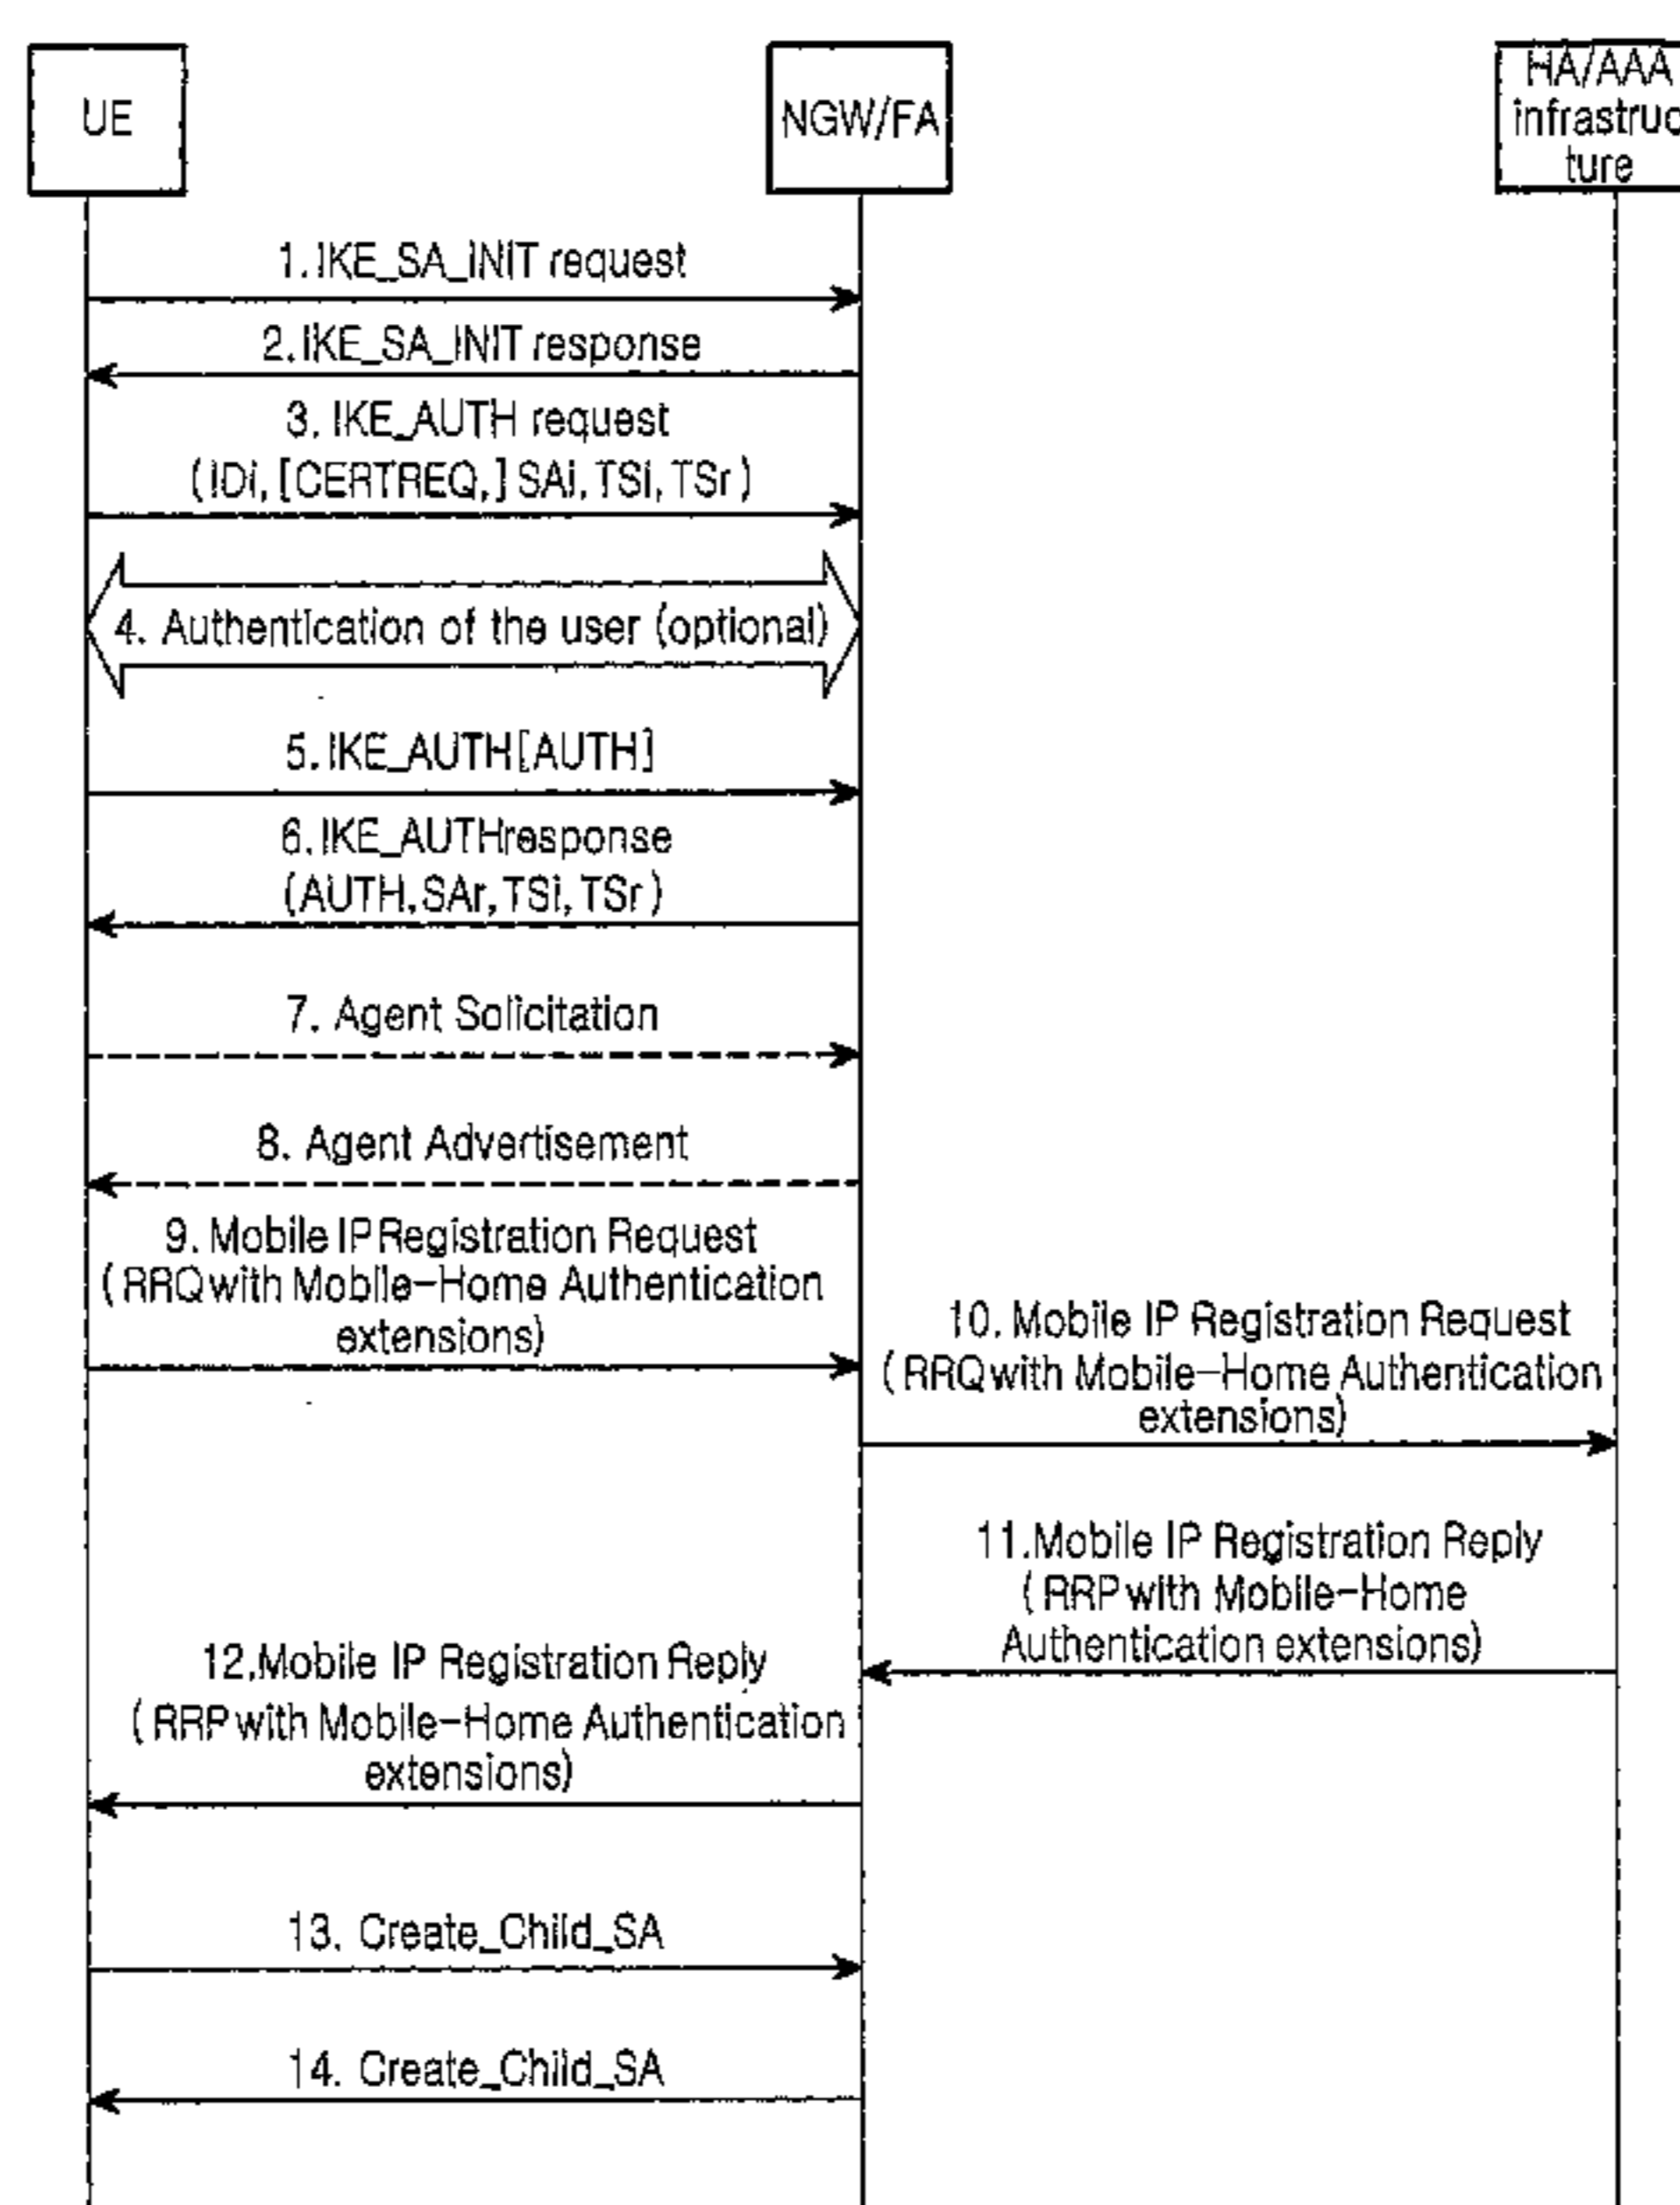 UE
NGW/FA
HA/AAA
infrastruc
ture
1. IKE_SA_INIT request
2. IKE_SA_INIT response
3. IKE_AUTH request
(IDi, [CERTREQ,] SAi, TSi, TSr)
4. Authentication of the user (optional)
5. IKE_AUTH[AUTH]
6. IKE_AUTHresponse
(AUTH, SAr, TSi, TSr)
7. Agent Solicitation
8. Agent Advertisement
9. Mobile IP Registration Request
(RRQ with Mobile-Home Authentication
extensions)
10. Mobile IP Registration Request
(RRQ with Mobile-Home Authentication
extensions)
11. Mobile IP Registration Reply
(RRP with Mobile-Home
Authentication extensions)
12. Mobile IP Registration Reply
(RRP with Mobile-Home Authentication
extensions)
13. Create_Child_SA
14. Create_Child_SA